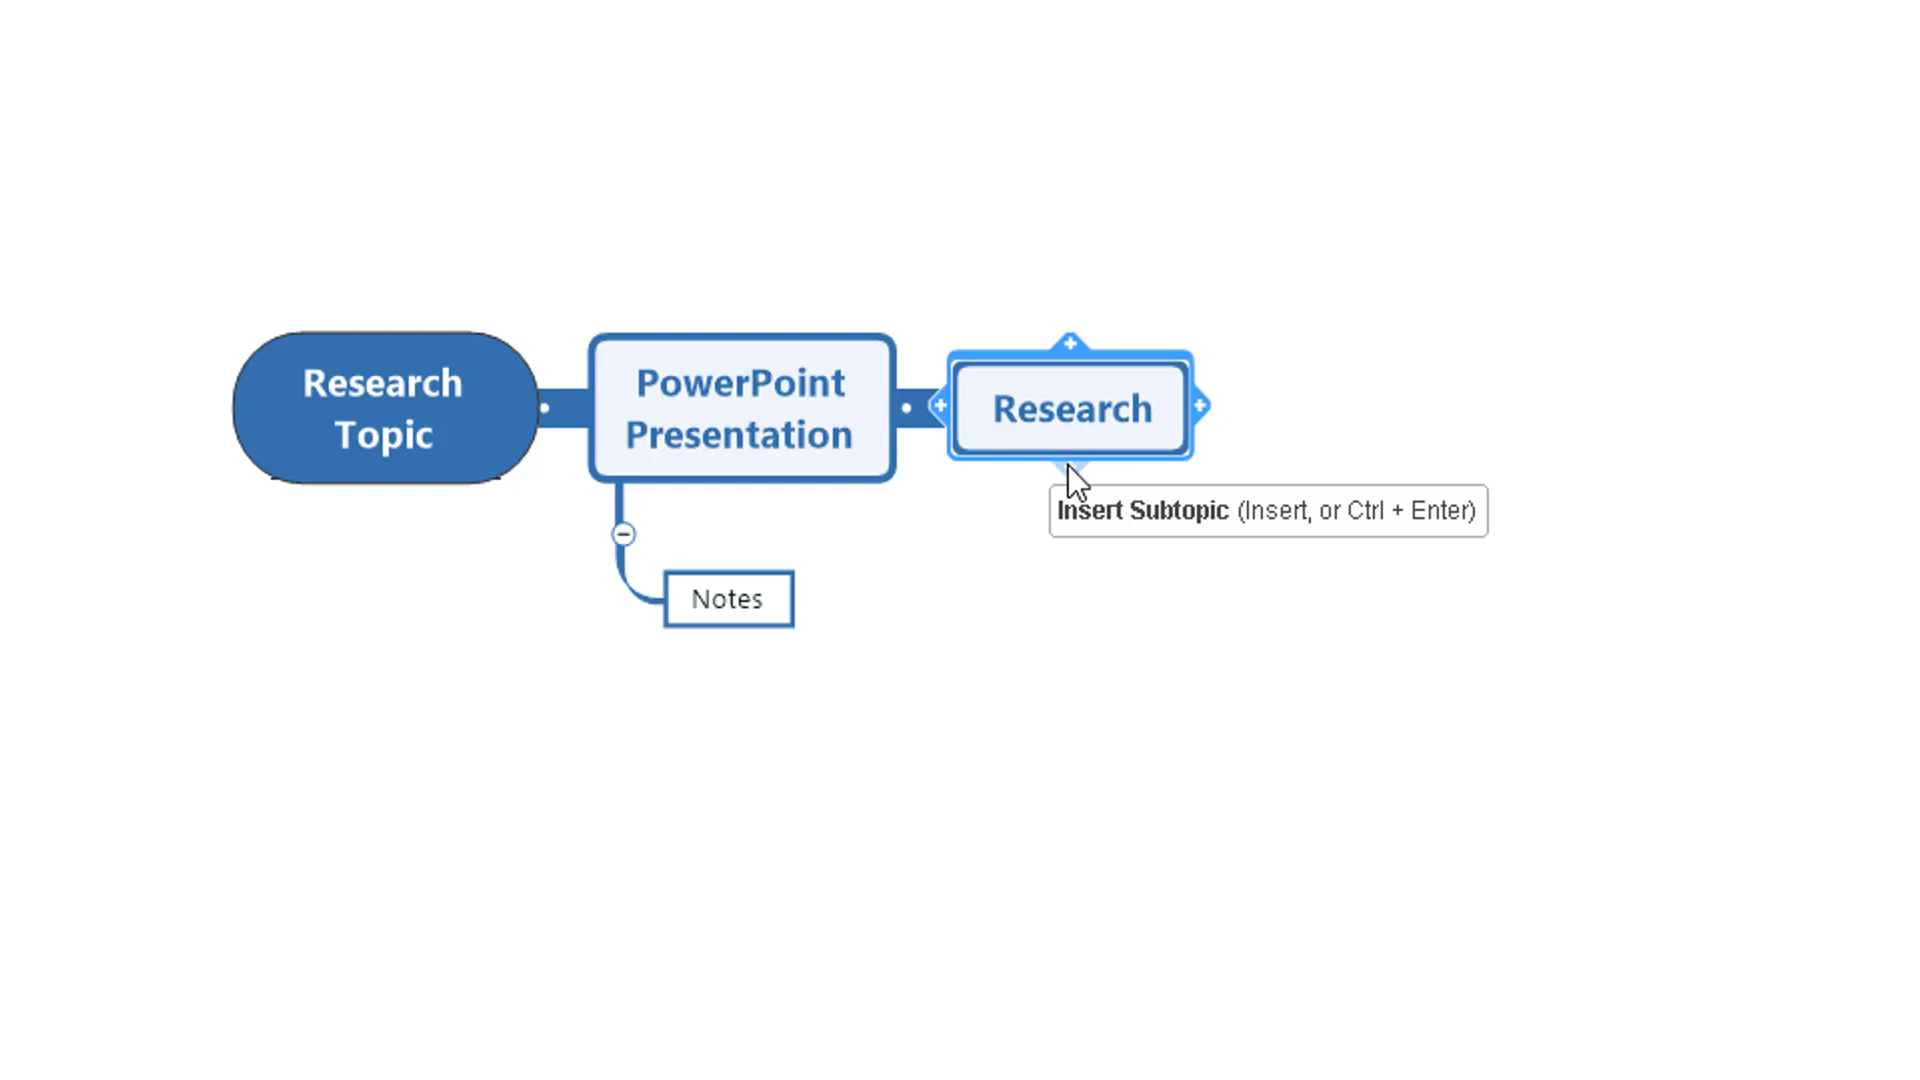 Research
Topic
PowerPoint
Presentation
Research
Insert Subtopic (Insert, or Ctrl + Enter)
Notes